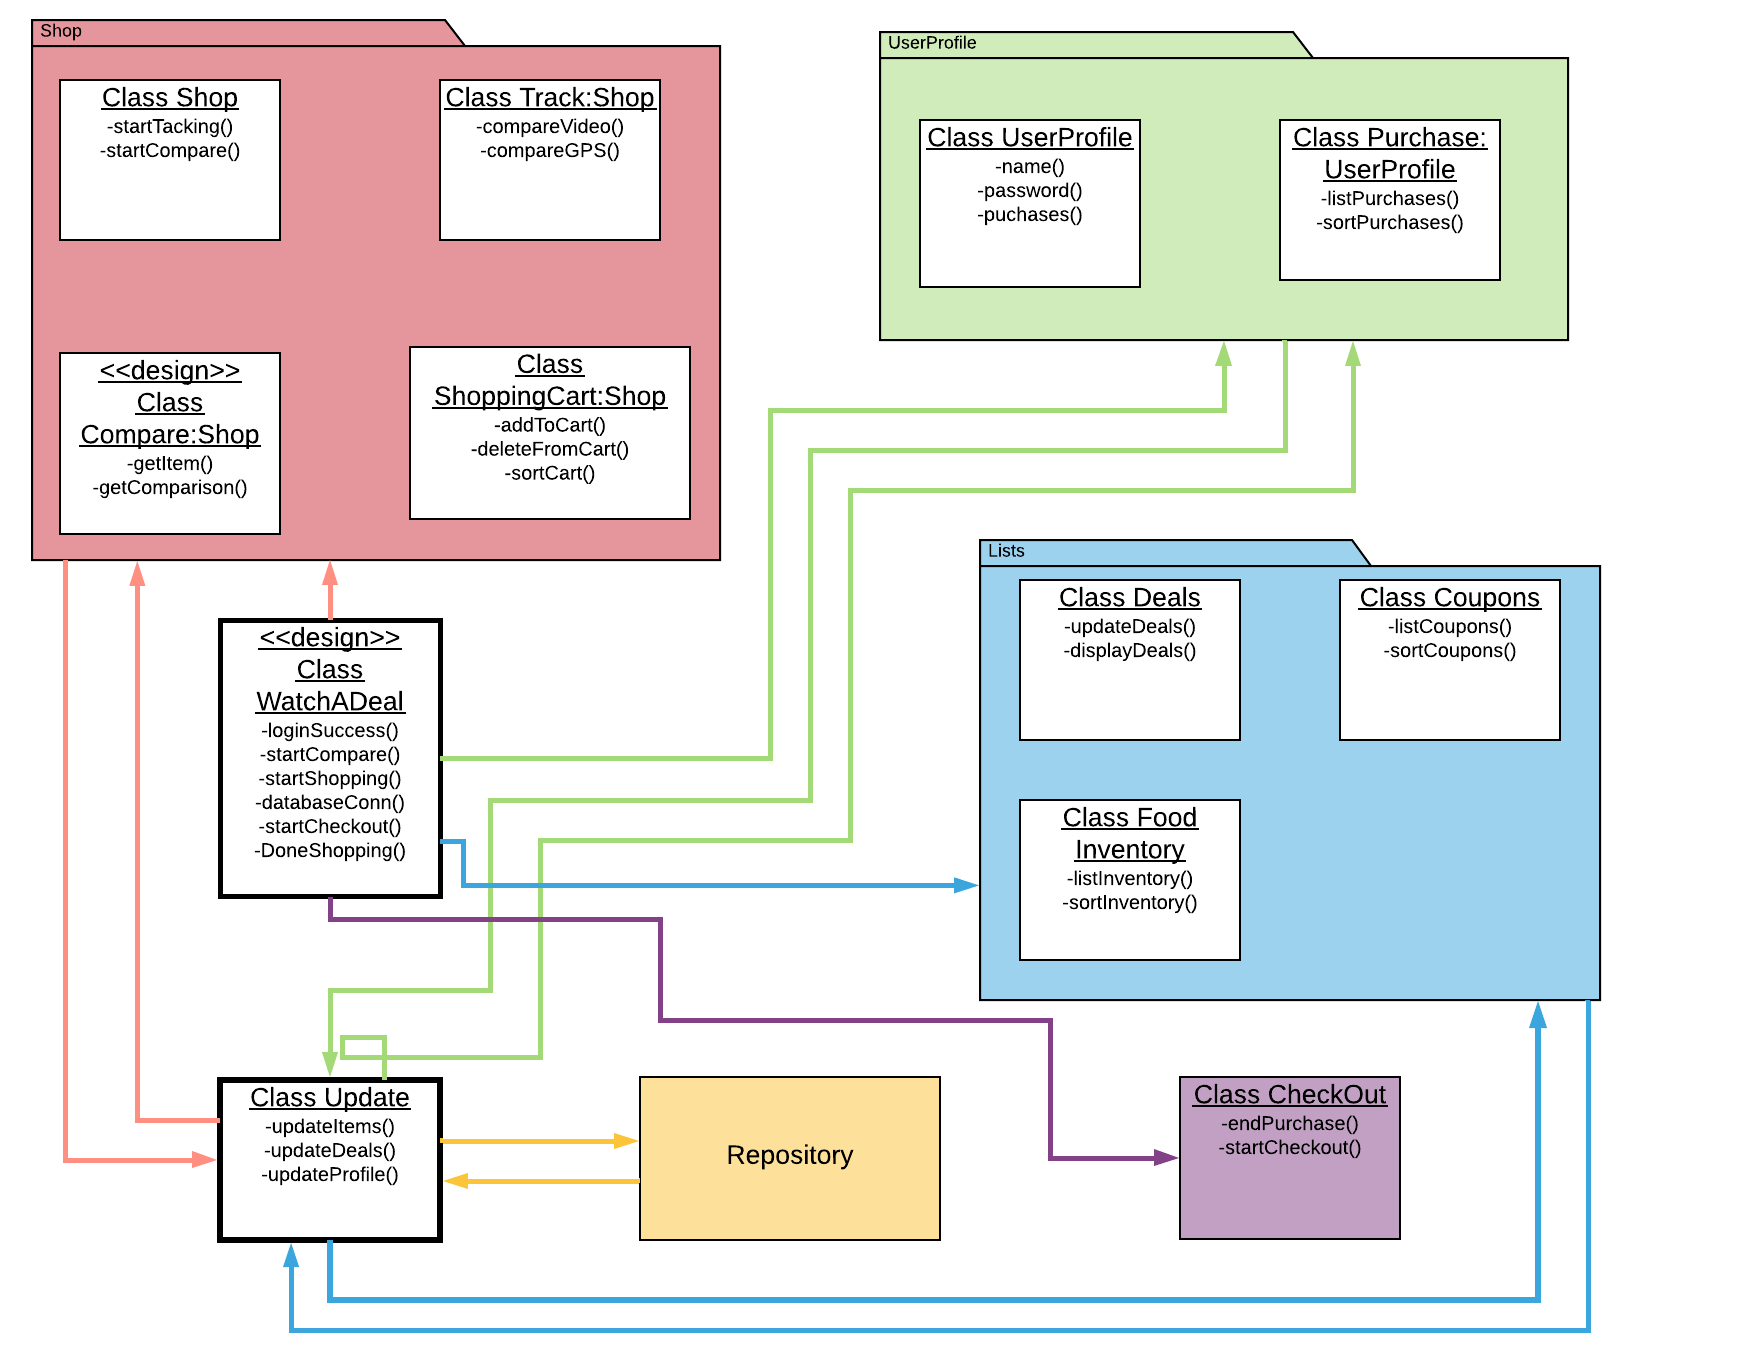 Shop
Class Shop
-startTacking()
-startCompare()
Class Track:Shop
-compareVideo()
-compareGPS()
<<design>>
Class
Compare:Shop
-getItem()
-getComparison()
Class
ShoppingCart:Shop
-addToCart()
-deleteFromCart()
-sortCart()
UserProfile
Class UserProfile
-name()
-password()
-puchases()
Class Purchase:
UserProfile
-listPurchases()
-sortPurchases()
Lists
Class Deals
-updateDeals()
-displayDeals()
Class Coupons
-listCoupons()
-sortCoupons()
Class Food
Inventory
-listInventory()
-sortInventory()
<<design>>
Class
WatchADeal
-loginSuccess()
-startCompare()
-startShopping()
-databaseConn()
-startCheckout()
-DoneShopping()
Class Update
-updateItems()
-updateDeals()
-updateProfile()
Repository
Class CheckOut
-endPurchase()
-startCheckout()